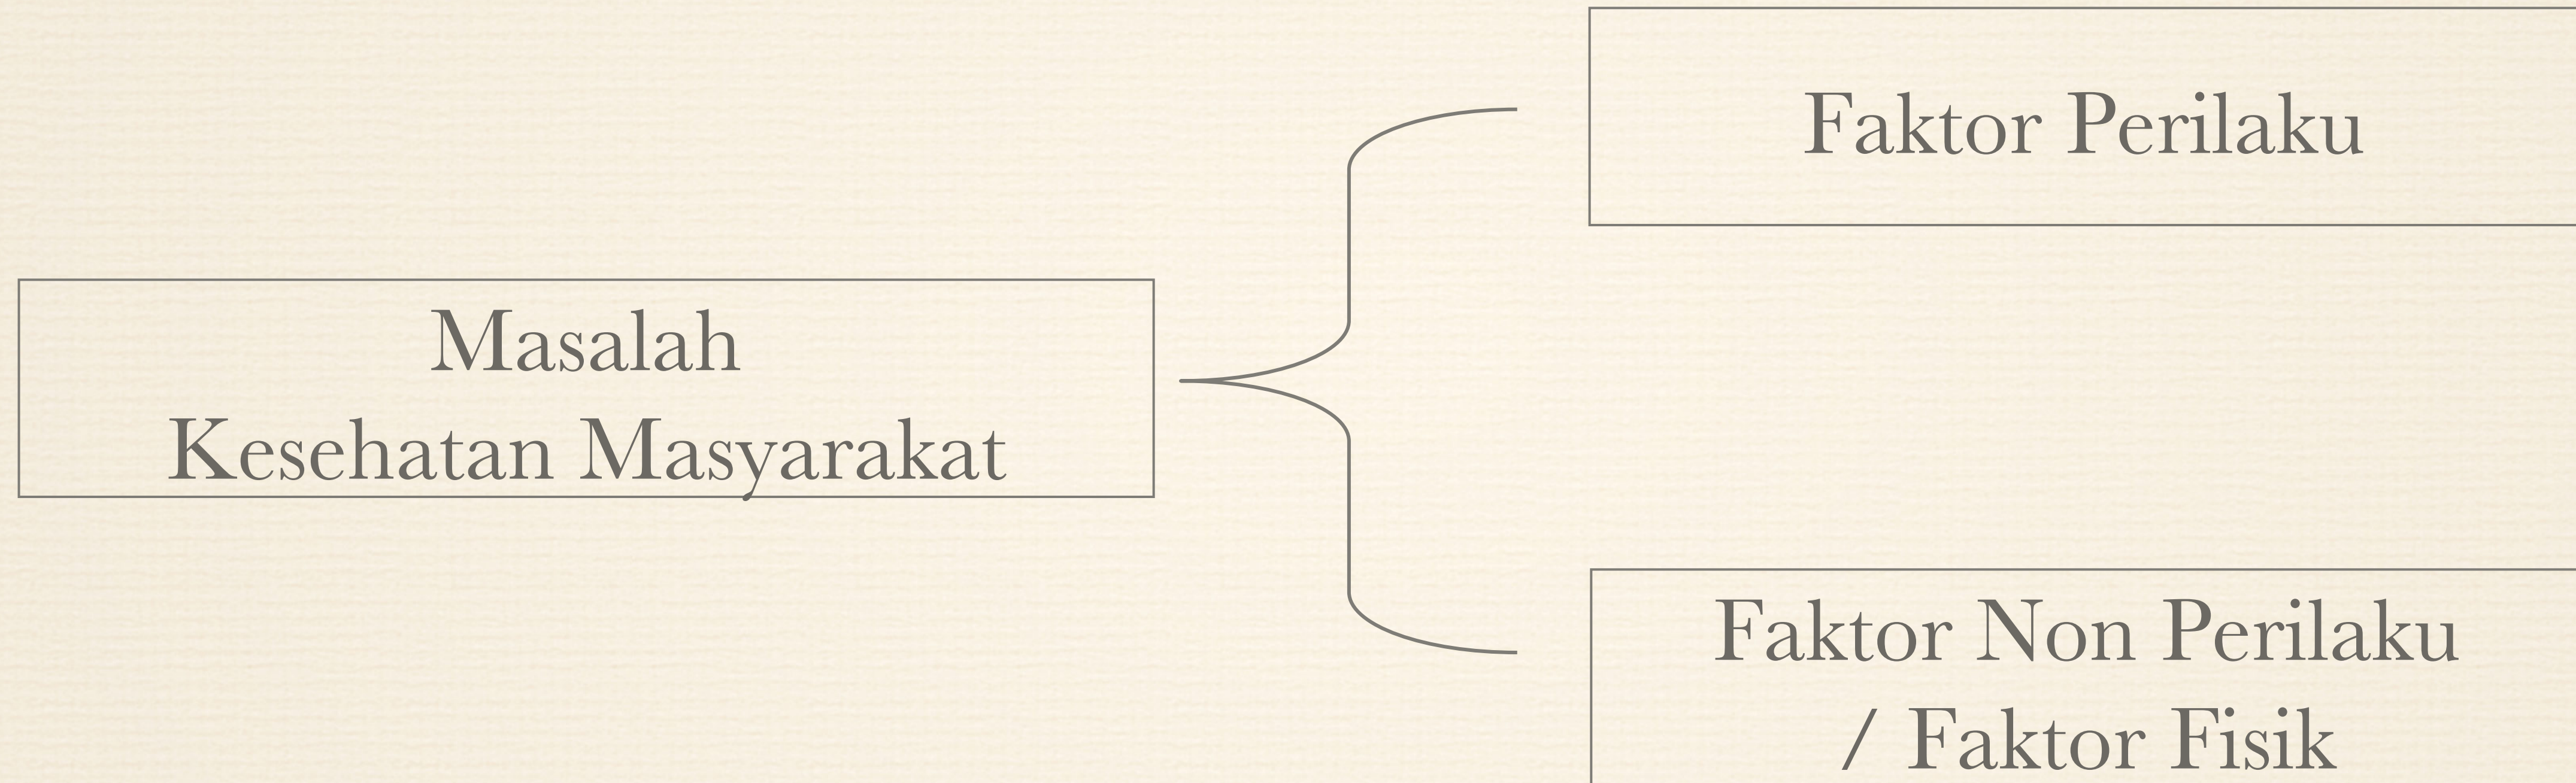 Faktor Perilaku
Masalah
Kesehatan Masyarakat
Faktor Non Perilaku
/ Faktor Fisik